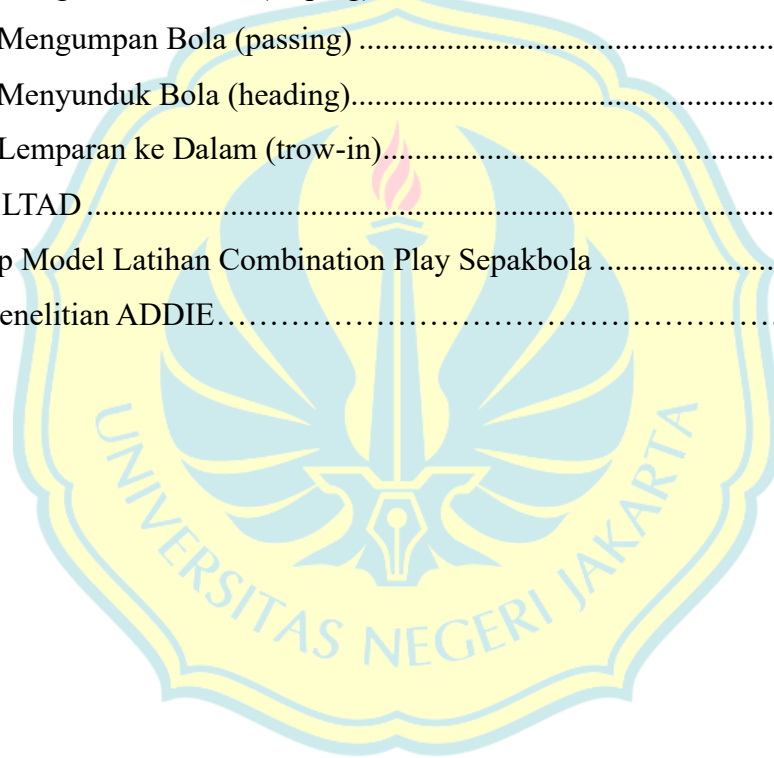 Mengumpan Bola (passing) ......................................................
Menyunduk Bola (heading).......................................................
Lemparan ke Dalam (trow-in)...................................................
LTAD .........................................................................................
p Model Latihan Combination Play Sepakbola .......................
enelitian ADDIE……………………………………………
UNIVERSITAS NEGERI JAKARTA